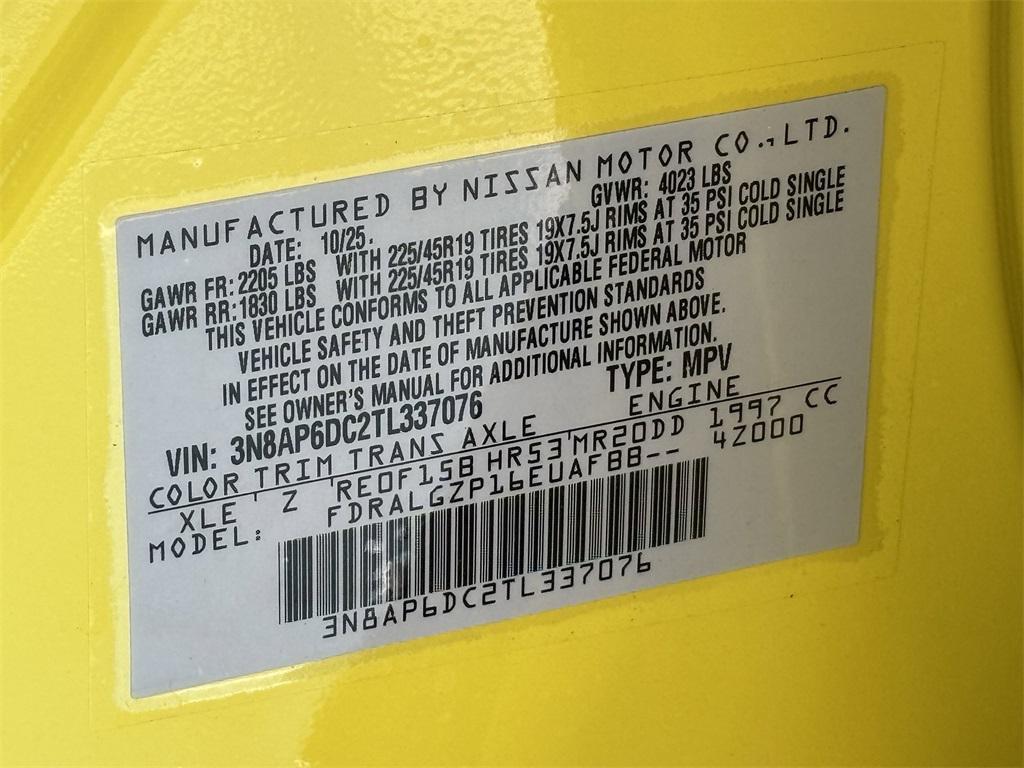 MANUFACTURED BY NISSAN MOTOR CO.,LTD.
DATE: 10/25. GVWR: 4023 LBS
GAWR FR: 2205 LBS WITH 225/45R19 TIRES 19X7.5J RIMS AT 35 PSI COLD SINGLE
GAWR RR: 1830 LBS WITH 225/45R19 TIRES 19X7.5J RIMS AT 35 PSI COLD SINGLE
THIS VEHICLE CONFORMS TO ALL APPLICABLE FEDERAL MOTOR
VEHICLE SAFETY AND THEFT PREVENTION STANDARDS
IN EFFECT ON THE DATE OF MANUFACTURE SHOWN ABOVE.
SEE OWNER'S MANUAL FOR ADDITIONAL INFORMATION.
VIN: 3N8AP6DC2TL337076 TYPE: MPV
COLOR TRIM TRANS AXLE ENGINE
XLE ' Z 'RE0F15B HR53'MR20DD 1997 CC
MODEL: FDRALGZP16EUAFBB-- 4Z000
3N8AP6DC2TL337076